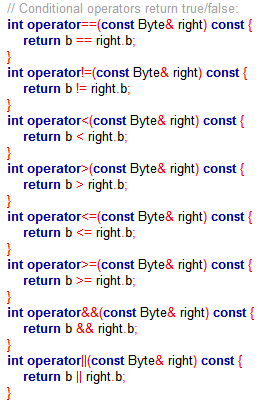 // Conditional operators return true/false:
int operator==(const Byte& right) const {
return b == right.b;
}
int operator!=(const Byte& right) const {
return b != right.b;
}
int operator<(const Byte& right) const {
return b < right.b;
}
int operator>(const Byte& right) const {
return b > right.b;
}
int operator<=(const Byte& right) const {
return b <= right.b;
}
int operator>=(const Byte& right) const {
return b >= right.b;
}
int operator&&(const Byte& right) const {
return b && right.b;
}
int operator||(const Byte& right) const {
return b || right.b;
}